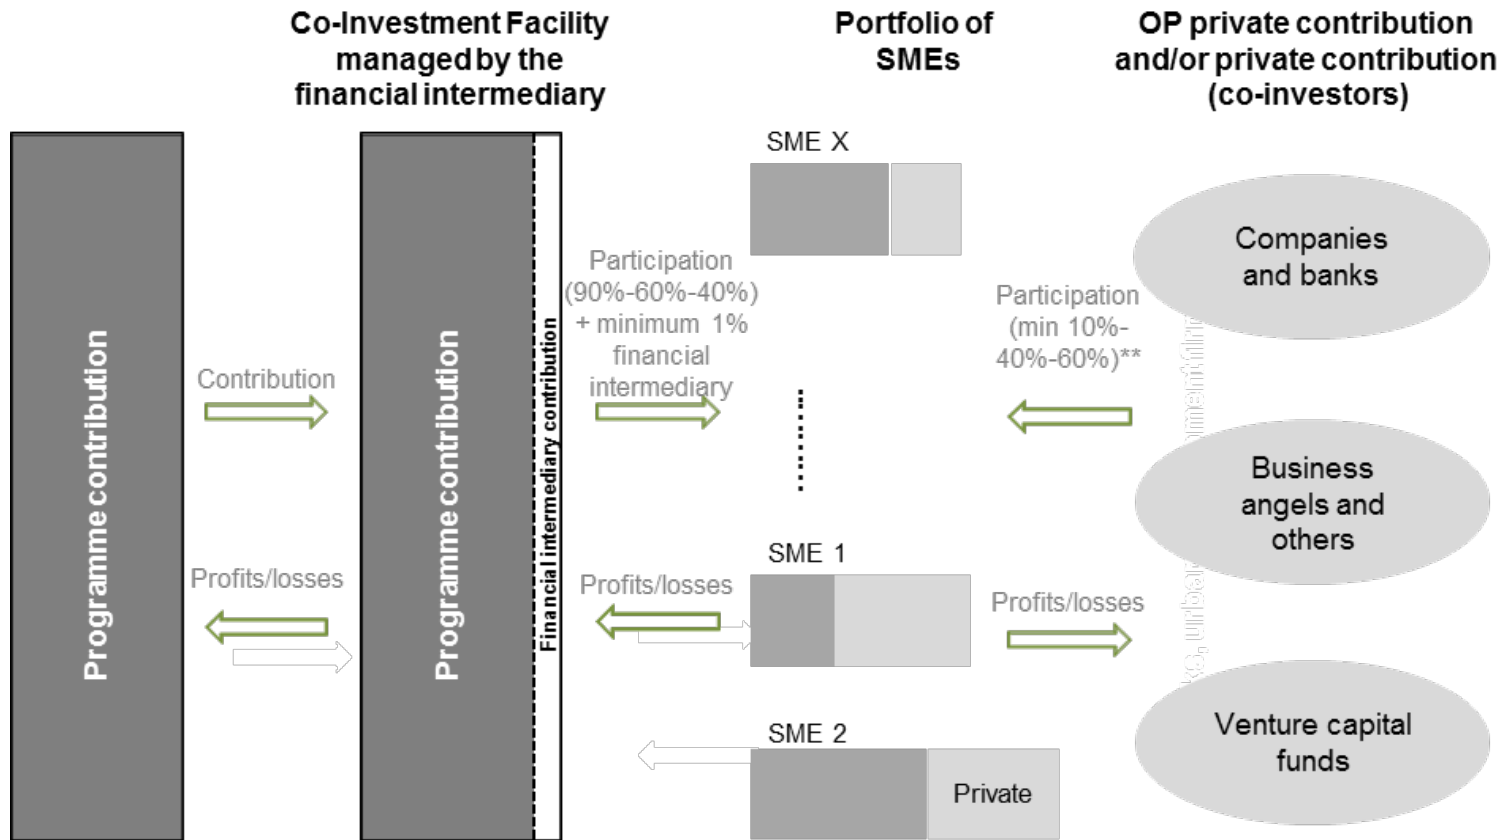 Co-Investment Facility
managed by the
financial intermediary
Portfolio of
SMEs
OP private contribution
and/or private contribution
(co-investors)
Programme contribution
Contribution
Profits/losses
Programme contribution
Financial intermediary contribution
Participation
(90%-60%-40%)
+ minimum 1%
financial
intermediary
Profits/losses
SME X
SME 1
SME 2
Private
Participation
(min 10%-
40%-60%)**
Profits/losses
Companies
and banks
Business
angels and
others
Venture capital
funds